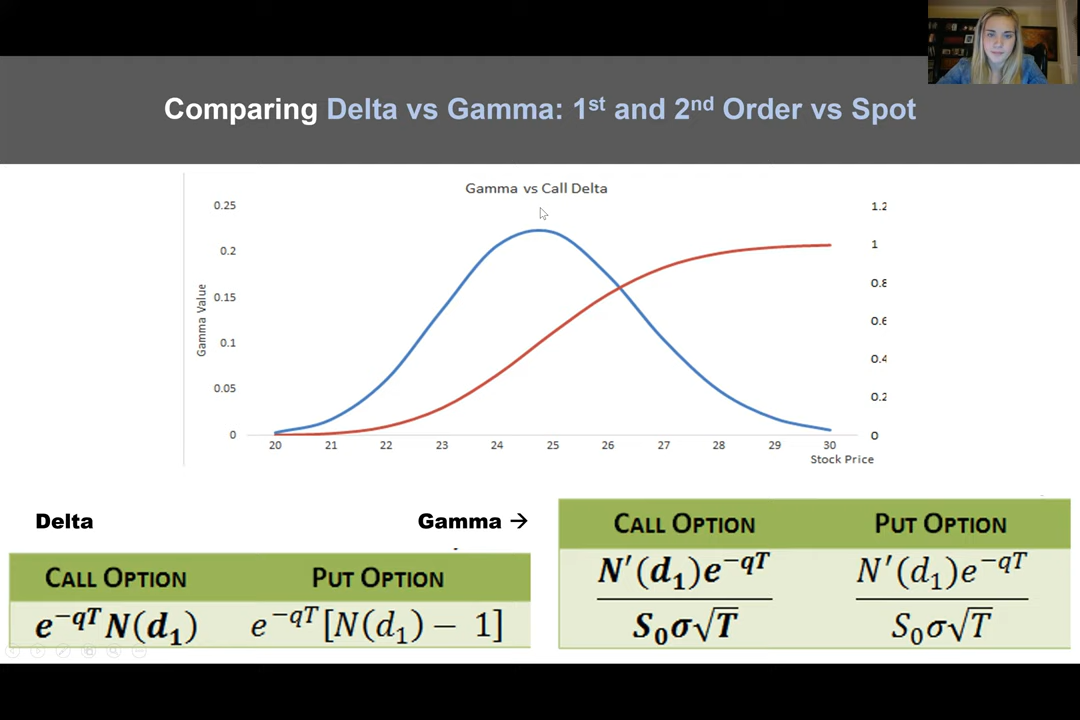 Comparing Delta vs Gamma: 1st and 2nd Order vs Spot
Gamma vs Call Delta
0.25
0.2
0.15
0.1
0.05
0
Gamma Value
1.2
1
0.8
0.6
0.4
0.2
0
20 21 22 23 24 25 26 27 28 29 30
Stock Price
Delta
CALL OPTION PUT OPTION
e^{-qT}N(d₁) e^{-qT}[N(d₁) − 1]
Gamma →
CALL OPTION PUT OPTION
N′(d₁)e^{-qT} N′(d₁)e^{-qT}
S₀σ√T S₀σ√T